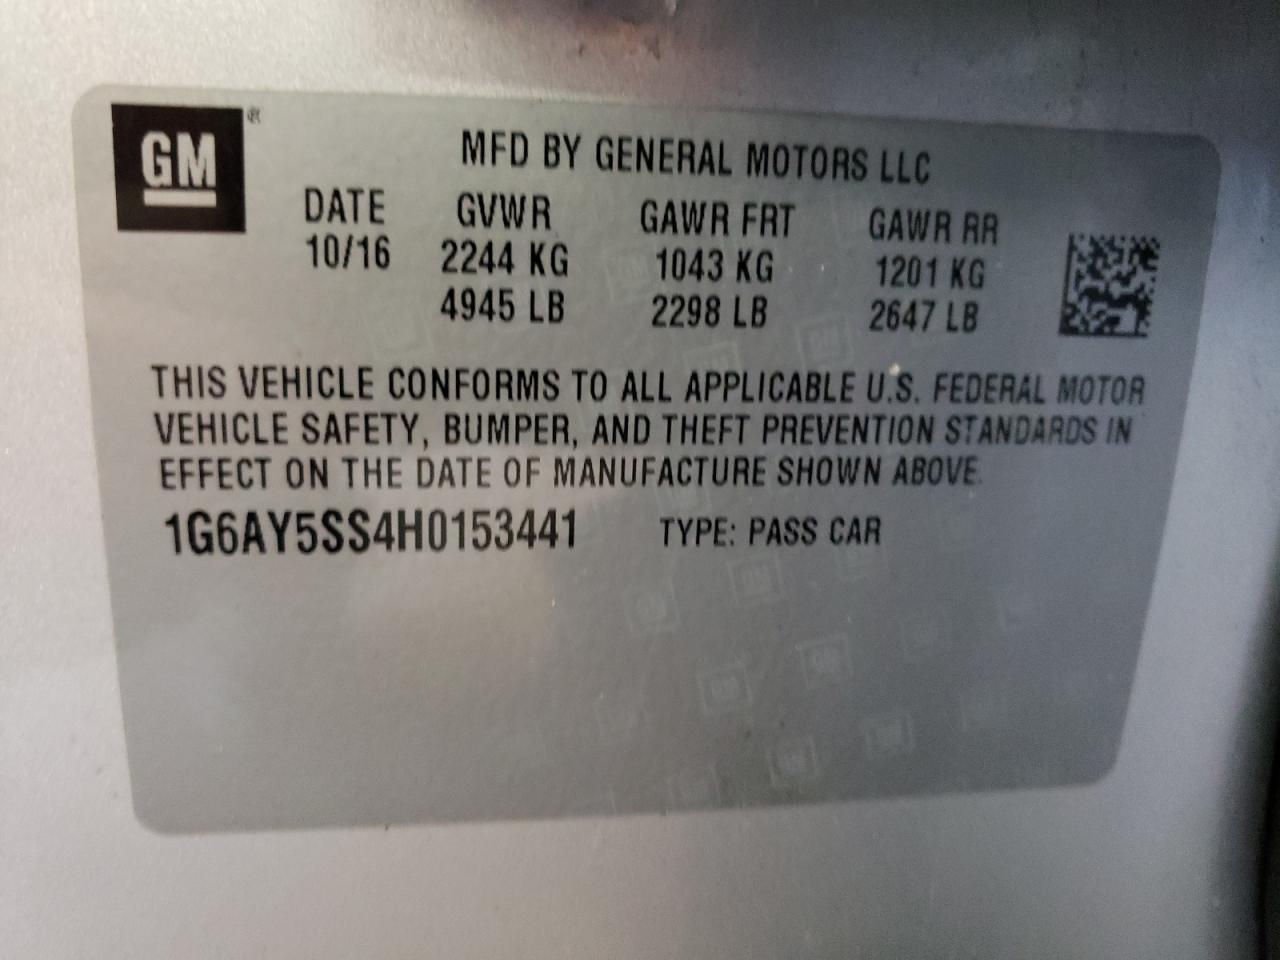 GM ®
MFD BY GENERAL MOTORS LLC
DATE GVWR GAWR FRT GAWR RR
10/16 2244 KG 1043 KG 1201 KG
4945 LB 2298 LB 2647 LB
THIS VEHICLE CONFORMS TO ALL APPLICABLE U.S. FEDERAL MOTOR
VEHICLE SAFETY, BUMPER, AND THEFT PREVENTION STANDARDS IN
EFFECT ON THE DATE OF MANUFACTURE SHOWN ABOVE.
1G6AY5SS4H0153441 TYPE: PASS CAR